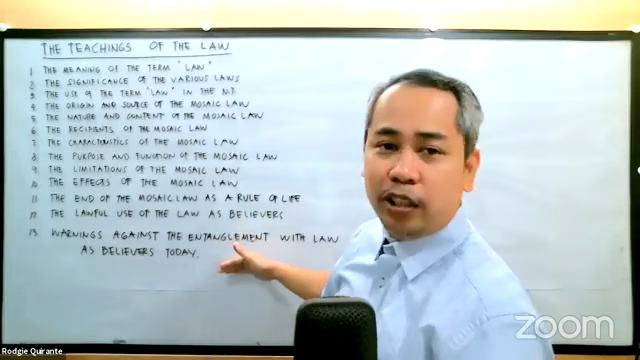 THE TEACHINGS OF THE LAW
1. THE MEANING OF THE TERM "LAW"
2. THE SIGNIFICANCE OF THE VARIOUS LAWS
3. THE USE OF THE TERM "LAW" IN THE N.T.
4. THE ORIGIN AND SOURCE OF THE MOSAIC LAW
5. THE NATURE AND CONTENT OF THE MOSAIC LAW
6. THE RECIPIENTS OF THE MOSAIC LAW
7. THE CHARACTERISTICS OF THE MOSAIC LAW
8. THE PURPOSE AND FUNCTION OF THE MOSAIC LAW
9. THE LIMITATIONS OF THE MOSAIC LAW
10. THE EFFECTS OF THE MOSAIC LAW
11. THE END OF THE MOSAIC LAW AS A RULE OF LIFE
12. THE LAWFUL USE OF THE LAW AS BELIEVERS
13. WARNINGS AGAINST THE ENTANGLEMENT WITH LAW
AS BELIEVERS TODAY.
zoom
Rodgie Quirante